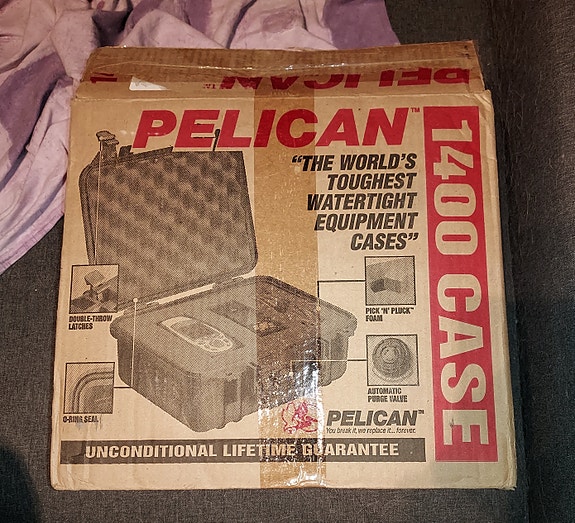 PELICAN™
PELICAN™
"THE WORLD'S
TOUGHEST
WATERTIGHT
EQUIPMENT
CASES"
1400 CASE
DOUBLE-THROW
LATCHES
PICK 'N' PLUCK™
FOAM
O-RING SEAL
AUTOMATIC
PURGE VALVE
PELICAN™
You break it, we replace it... forever.
UNCONDITIONAL LIFETIME GUARANTEE